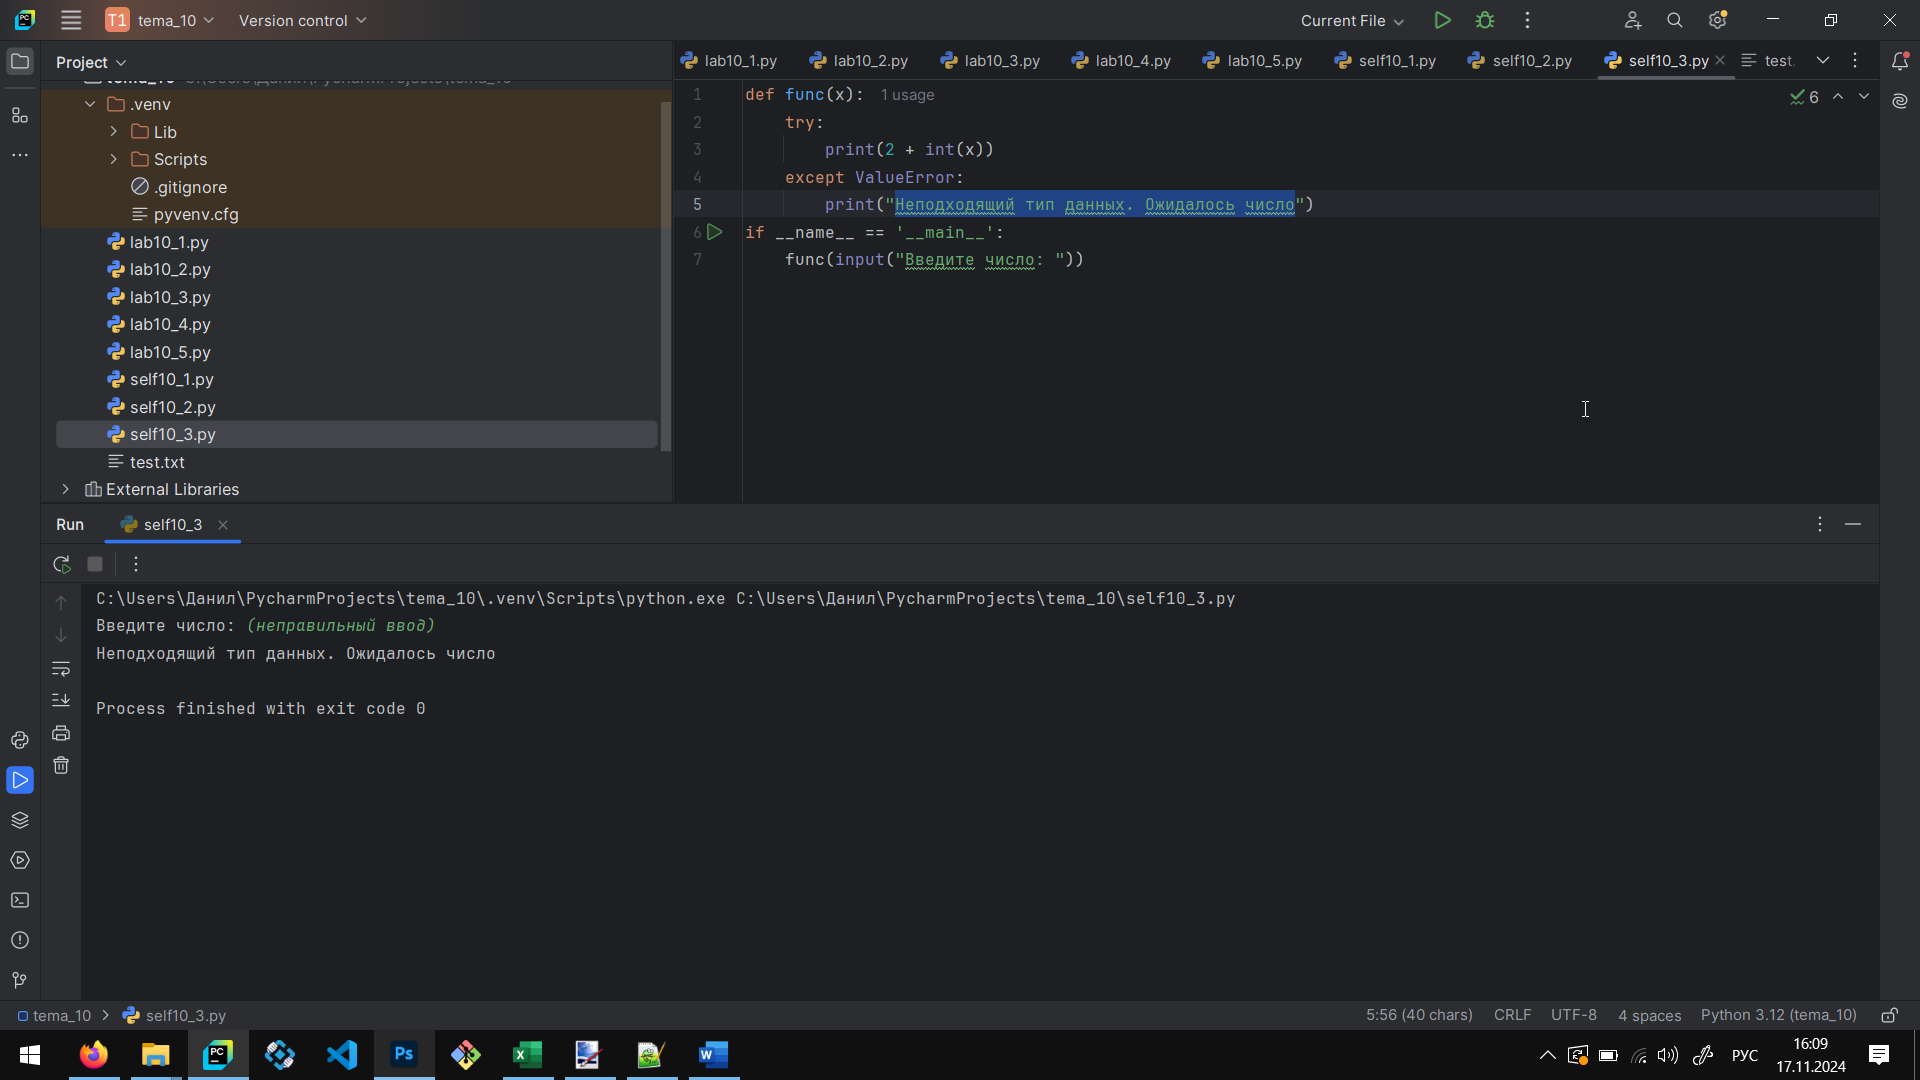 T1 tema_10 Version control Current File
Project
lab10_1.py lab10_2.py lab10_3.py lab10_4.py lab10_5.py self10_1.py self10_2.py self10_3.py test.
.venv
Lib
Scripts
.gitignore
pyvenv.cfg
lab10_1.py
lab10_2.py
lab10_3.py
lab10_4.py
lab10_5.py
self10_1.py
self10_2.py
self10_3.py
test.txt
External Libraries
1 def func(x): 1 usage
6
2 try:
3 print(2 + int(x))
4 except ValueError:
5 print("Неподходящий тип данных. Ожидалось число")
6 if __name__ == '__main__':
7 func(input("Введите число: "))
Run self10_3
C:\Users\Данил\PycharmProjects\tema_10\.venv\Scripts\python.exe C:\Users\Данил\PycharmProjects\tema_10\self10_3.py
Введите число: (неправильный ввод)
Неподходящий тип данных. Ожидалось число
Process finished with exit code 0
tema_10 self10_3.py 5:56 (40 chars) CRLF UTF-8 4 spaces Python 3.12 (tema_10)
PC Ps X W РУС 16:09
17.11.2024